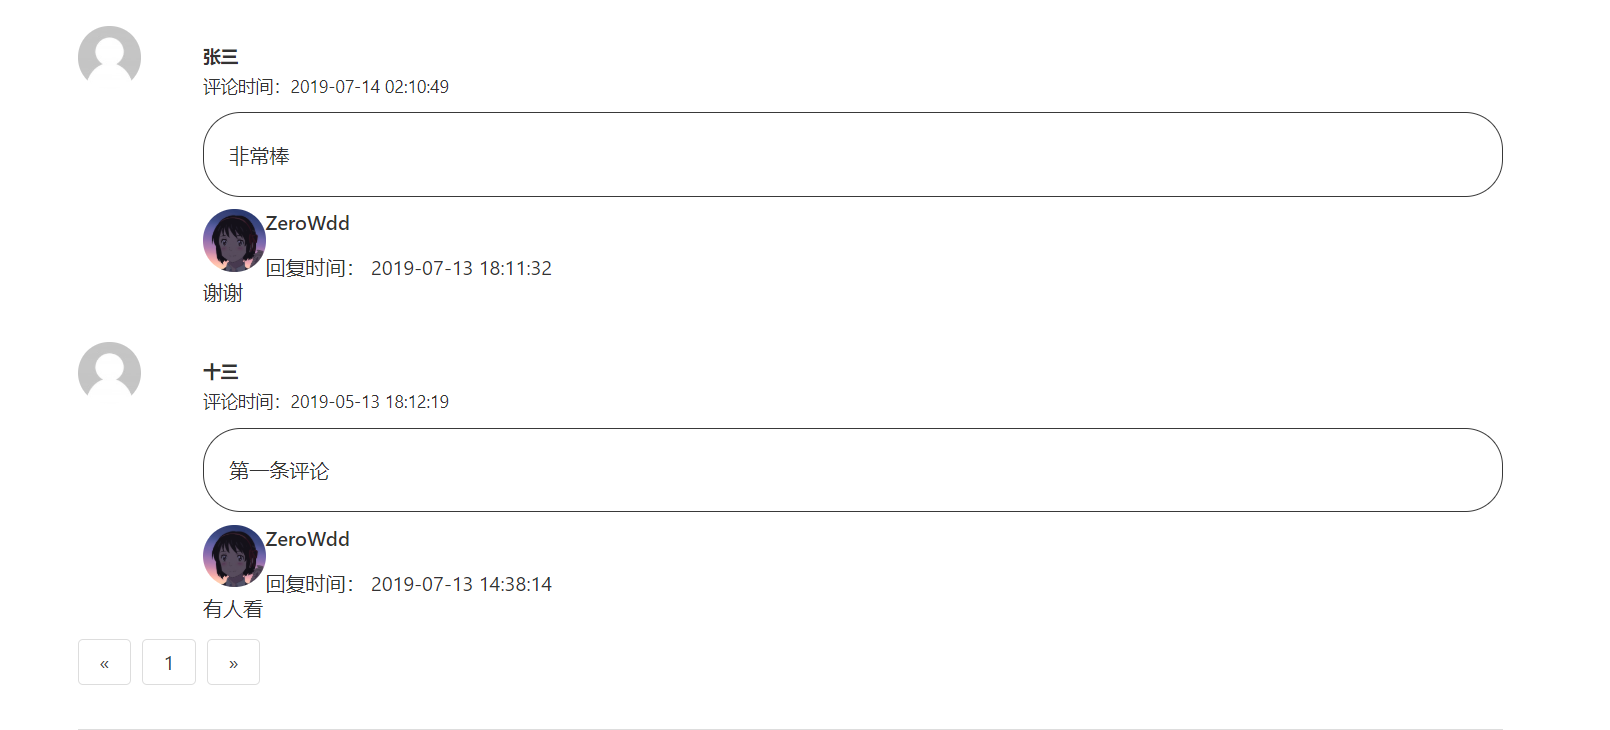 张三
评论时间：2019-07-14 02:10:49
非常棒
ZeroWdd
回复时间： 2019-07-13 18:11:32
谢谢
十三
评论时间：2019-05-13 18:12:19
第一条评论
ZeroWdd
回复时间： 2019-07-13 14:38:14
有人看
« 1 »